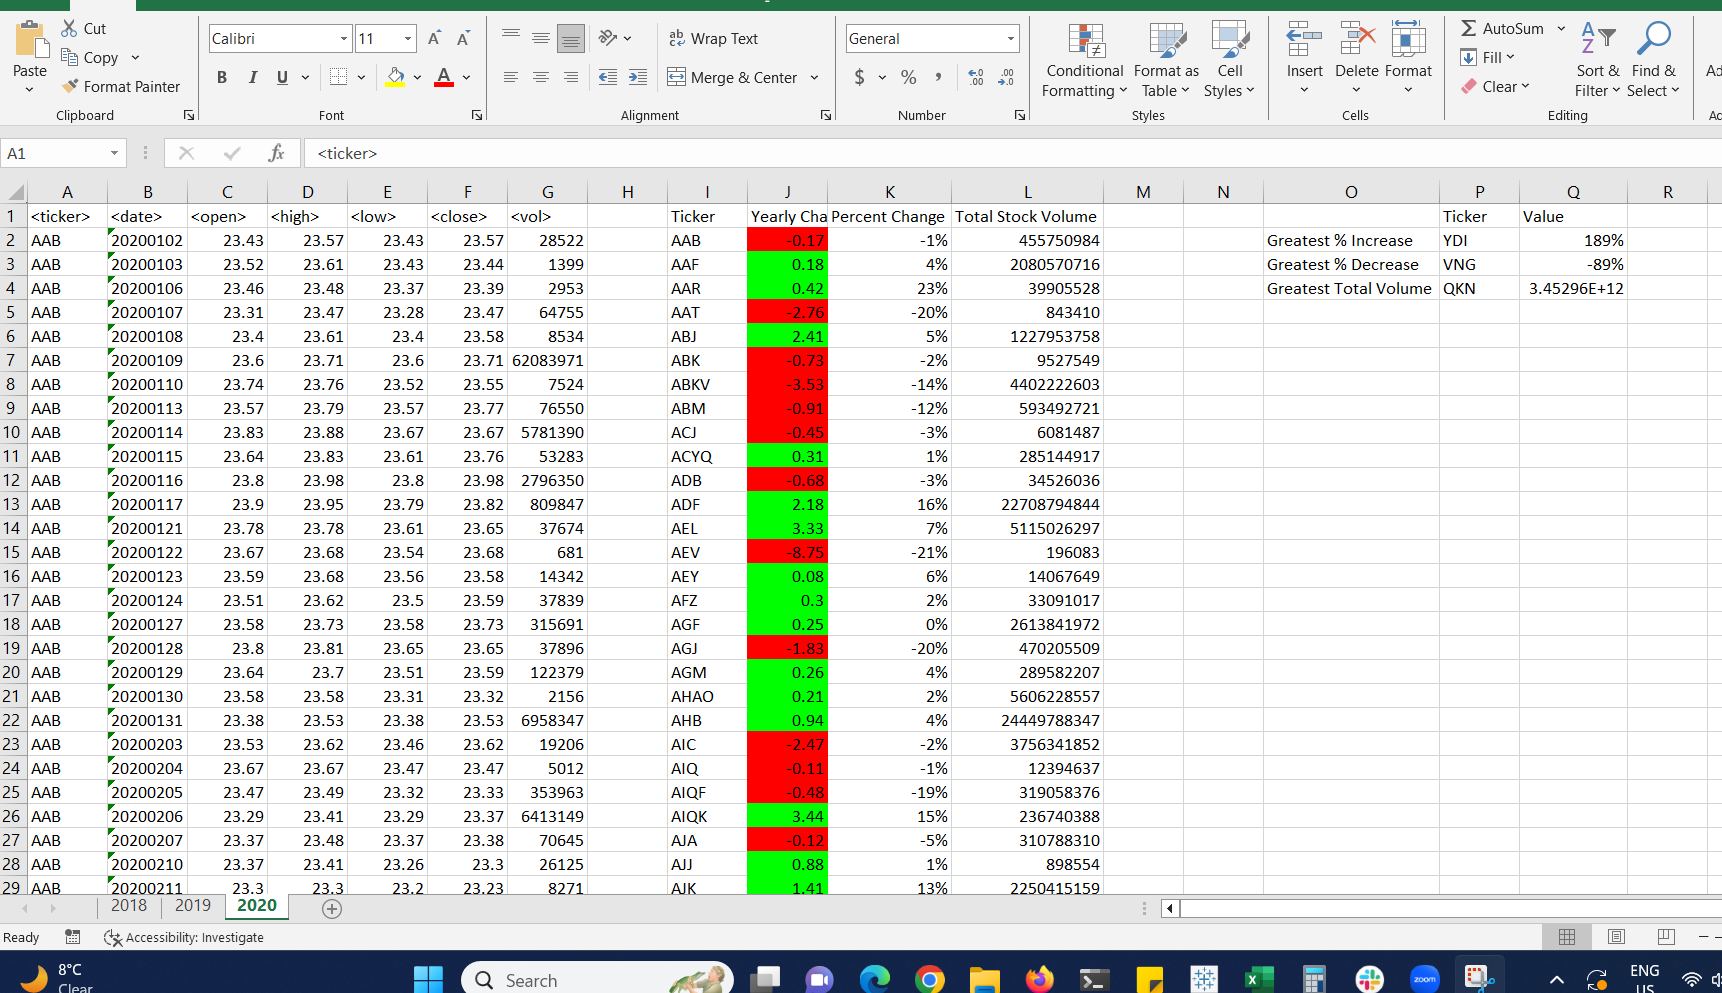 Cut
Copy
Format Painter
Paste
Clipboard
Calibri 11
B I U A
Font
Wrap Text
Merge & Center
Alignment
General
$ % ,
Number
Conditional Formatting
Format as Table
Cell Styles
Styles
Insert Delete Format
Cells
AutoSum
Fill
Clear
Sort & Filter
Find & Select
Editing
A1 fx <ticker>
A B C D E F G H I J K L M N O P Q R
1 <ticker> <date> <open> <high> <low> <close> <vol> Ticker Yearly Cha Percent Change Total Stock Volume Ticker Value
2 AAB 20200102 23.43 23.57 23.43 23.57 28522 AAB -0.17 -1% 455750984 Greatest % Increase YDI 189%
3 AAB 20200103 23.52 23.61 23.43 23.44 1399 AAF 0.18 4% 2080570716 Greatest % Decrease VNG -89%
4 AAB 20200106 23.46 23.48 23.37 23.39 2953 AAR 0.42 23% 39905528 Greatest Total Volume QKN 3.45296E+12
5 AAB 20200107 23.31 23.47 23.28 23.47 64755 AAT -2.76 -20% 843410
6 AAB 20200108 23.4 23.61 23.4 23.58 8534 ABJ 2.41 5% 1227953758
7 AAB 20200109 23.6 23.71 23.6 23.71 62083971 ABK -0.73 -2% 9527549
8 AAB 20200110 23.74 23.76 23.52 23.55 7524 ABKV -3.53 -14% 4402222603
9 AAB 20200113 23.57 23.79 23.57 23.77 76550 ABM -0.91 -12% 593492721
10 AAB 20200114 23.83 23.88 23.67 23.67 5781390 ACJ -0.45 -3% 6081487
11 AAB 20200115 23.64 23.83 23.61 23.76 53283 ACYQ 0.31 1% 285144917
12 AAB 20200116 23.8 23.98 23.8 23.98 2796350 ADB -0.68 -3% 34526036
13 AAB 20200117 23.9 23.95 23.79 23.82 809847 ADF 2.18 16% 22708794844
14 AAB 20200121 23.78 23.78 23.61 23.65 37674 AEL 3.33 7% 5115026297
15 AAB 20200122 23.67 23.68 23.54 23.68 681 AEV -8.75 -21% 196083
16 AAB 20200123 23.59 23.68 23.56 23.58 14342 AEY 0.08 6% 14067649
17 AAB 20200124 23.51 23.62 23.5 23.59 37839 AFZ 0.3 2% 33091017
18 AAB 20200127 23.58 23.73 23.58 23.73 315691 AGF 0.25 0% 2613841972
19 AAB 20200128 23.8 23.81 23.65 23.65 37896 AGJ -1.83 -20% 470205509
20 AAB 20200129 23.64 23.7 23.51 23.59 122379 AGM 0.26 4% 289582207
21 AAB 20200130 23.58 23.58 23.31 23.32 2156 AHAO 0.21 2% 5606228557
22 AAB 20200131 23.38 23.53 23.38 23.53 6958347 AHB 0.94 4% 24449788347
23 AAB 20200203 23.53 23.62 23.46 23.62 19206 AIC -2.47 -2% 3756341852
24 AAB 20200204 23.67 23.67 23.47 23.47 5012 AIQ -0.11 -1% 12394637
25 AAB 20200205 23.47 23.49 23.32 23.33 353963 AIQF -0.48 -19% 319058376
26 AAB 20200206 23.29 23.41 23.29 23.37 6413149 AIQK 3.44 15% 236740388
27 AAB 20200207 23.37 23.48 23.37 23.38 70645 AJA -0.12 -5% 310788310
28 AAB 20200210 23.37 23.41 23.26 23.3 26125 AJJ 0.88 1% 898554
29 AAB 20200211 23.3 23.3 23.2 23.23 8271 AJK 1.41 13% 2250415159
2018 2019 2020
Ready Accessibility: Investigate
8°C
Clear
Search
zoom
ENG
US